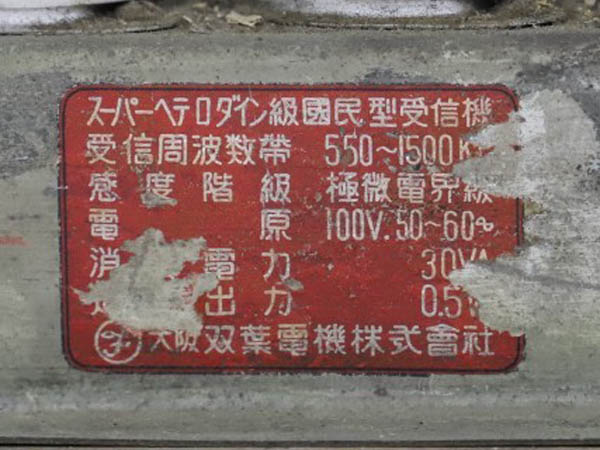 スーパーヘテロダイン級國民型受信機
受信周波数帯 550~1500K
感度階級 極微電界級
電原 100V.50~60∿
消 電力 30VA
出力 0.5
大阪双葉電機株式會社